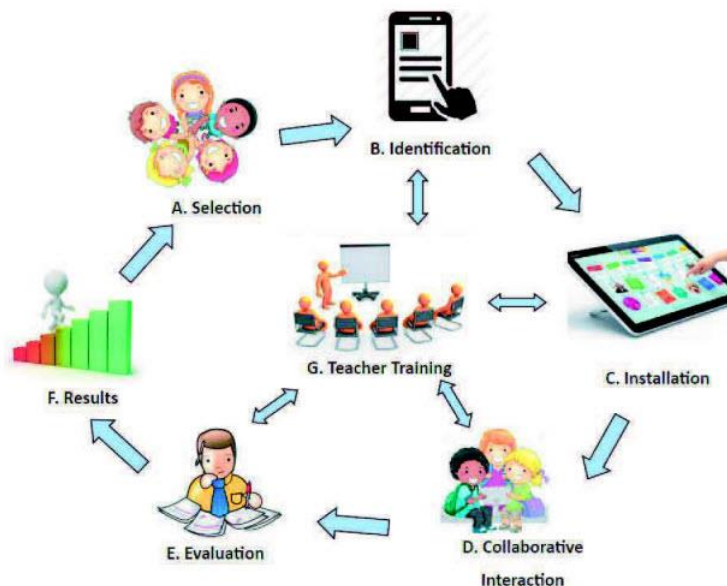 B. Identification
A. Selection
G. Teacher Training
C. Installation
F. Results
E. Evaluation
D. Collaborative
Interaction